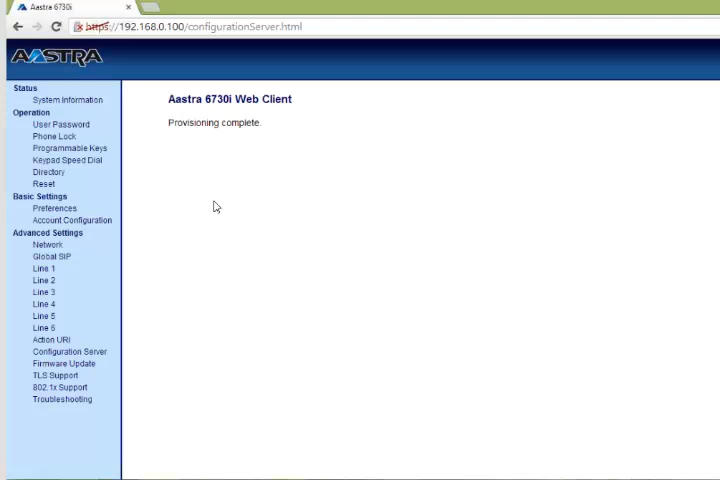 Aastra 6730i
https://192.168.0.100/configurationServer.html
AASTRA
Status
System Information
Operation
User Password
Phone Lock
Programmable Keys
Keypad Speed Dial
Directory
Reset
Basic Settings
Preferences
Account Configuration
Advanced Settings
Network
Global SIP
Line 1
Line 2
Line 3
Line 4
Line 5
Line 6
Action URI
Configuration Server
Firmware Update
TLS Support
802.1x Support
Troubleshooting
Aastra 6730i Web Client
Provisioning complete.